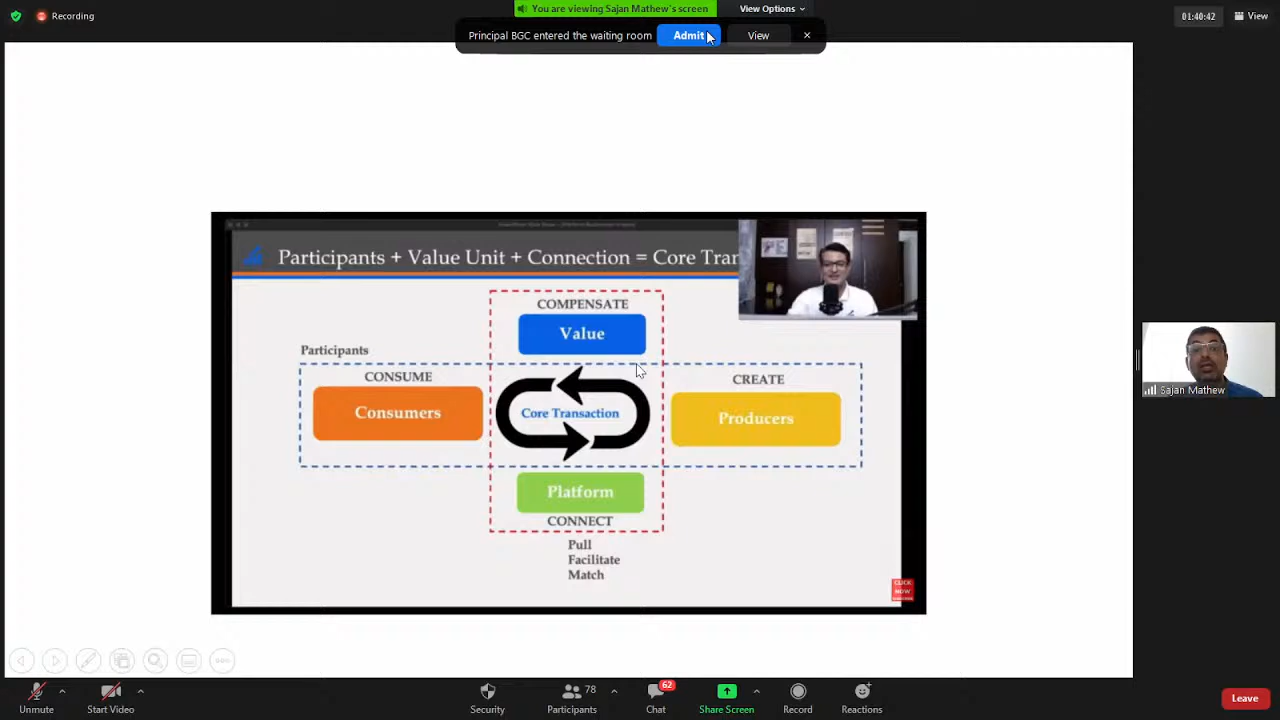 You are viewing Sajan Mathew's screen
View Options
Recording
01:40:42
View
Principal BGC entered the waiting room
Admit
View
Participants + Value Unit + Connection = Core Tran
COMPENSATE
Value
Participants
CONSUME
CREATE
Consumers
Core Transaction
Producers
Platform
CONNECT
Pull
Facilitate
Match
CLICK
NOW
Sajan Mathew
Unmute
Start Video
Security
Participants
78
Chat
62
Share Screen
Record
Reactions
Leave